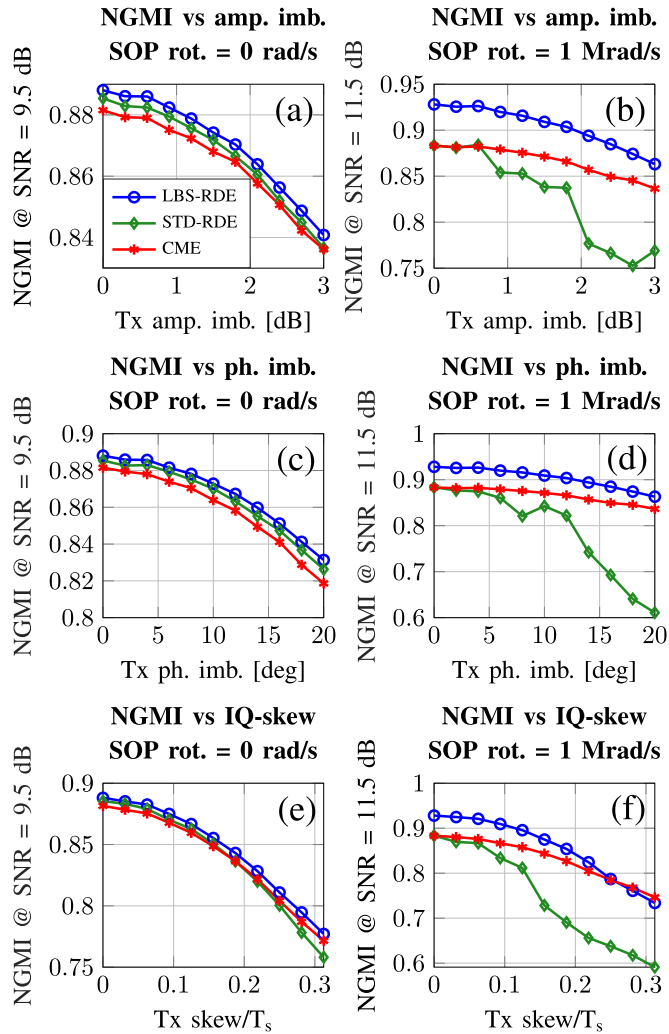 NGMI vs amp. imb.
SOP rot. = 0 rad/s
NGMI @ SNR = 9.5 dB
0.88
0.86
0.84
(a)
LBS-RDE
STD-RDE
CME
0 1 2 3
Tx amp. imb. [dB]
NGMI vs amp. imb.
SOP rot. = 1 Mrad/s
NGMI @ SNR = 11.5 dB
0.95
0.9
0.85
0.8
0.75
(b)
0 1 2 3
Tx amp. imb. [dB]
NGMI vs ph. imb.
SOP rot. = 0 rad/s
NGMI @ SNR = 9.5 dB
0.9
0.88
0.86
0.84
0.82
0.8
(c)
0 5 10 15 20
Tx ph. imb. [deg]
NGMI vs ph. imb.
SOP rot. = 1 Mrad/s
NGMI @ SNR = 11.5 dB
1
0.9
0.8
0.7
0.6
(d)
0 5 10 15 20
Tx ph. imb. [deg]
NGMI vs IQ-skew
SOP rot. = 0 rad/s
NGMI @ SNR = 9.5 dB
0.9
0.85
0.8
0.75
(e)
0 0.1 0.2 0.3
Tx skew/Ts
NGMI vs IQ-skew
SOP rot. = 1 Mrad/s
NGMI @ SNR = 11.5 dB
1
0.9
0.8
0.7
0.6
(f)
0 0.1 0.2 0.3
Tx skew/Ts